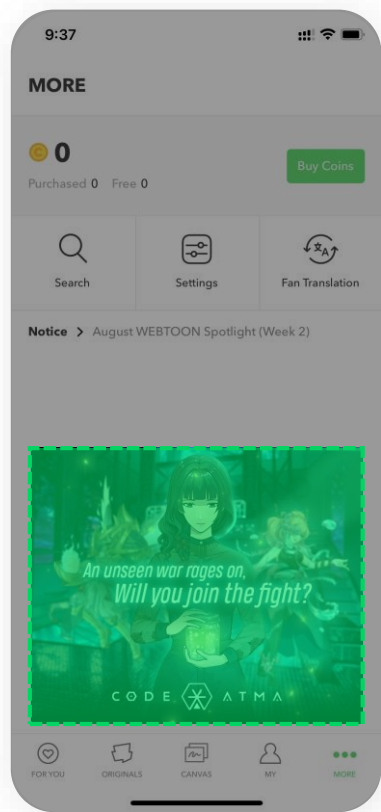 9:37
MORE
0
Buy Coins
Purchased 0 Free 0
Search Settings Fan Translation
Notice > August WEBTOON Spotlight (Week 2)
An unseen war rages on,
Will you join the fight?
CODE ATMA
FOR YOU ORIGINALS CANVAS MY MORE